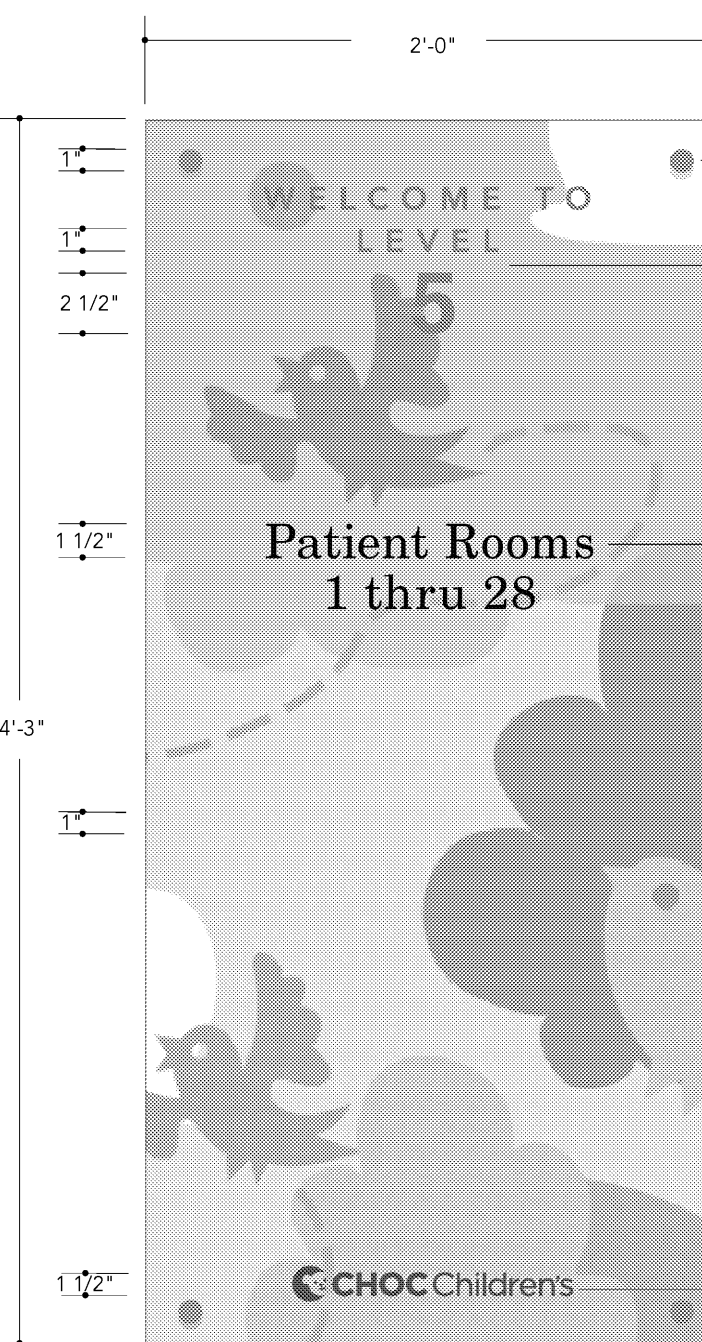 2'-0"
1"
WELCOME TO
1"
LEVEL
2 1/2"
5
1 1/2"
Patient Rooms
1 thru 28
4'-3"
1"
1 1/2"
CHOC Children's